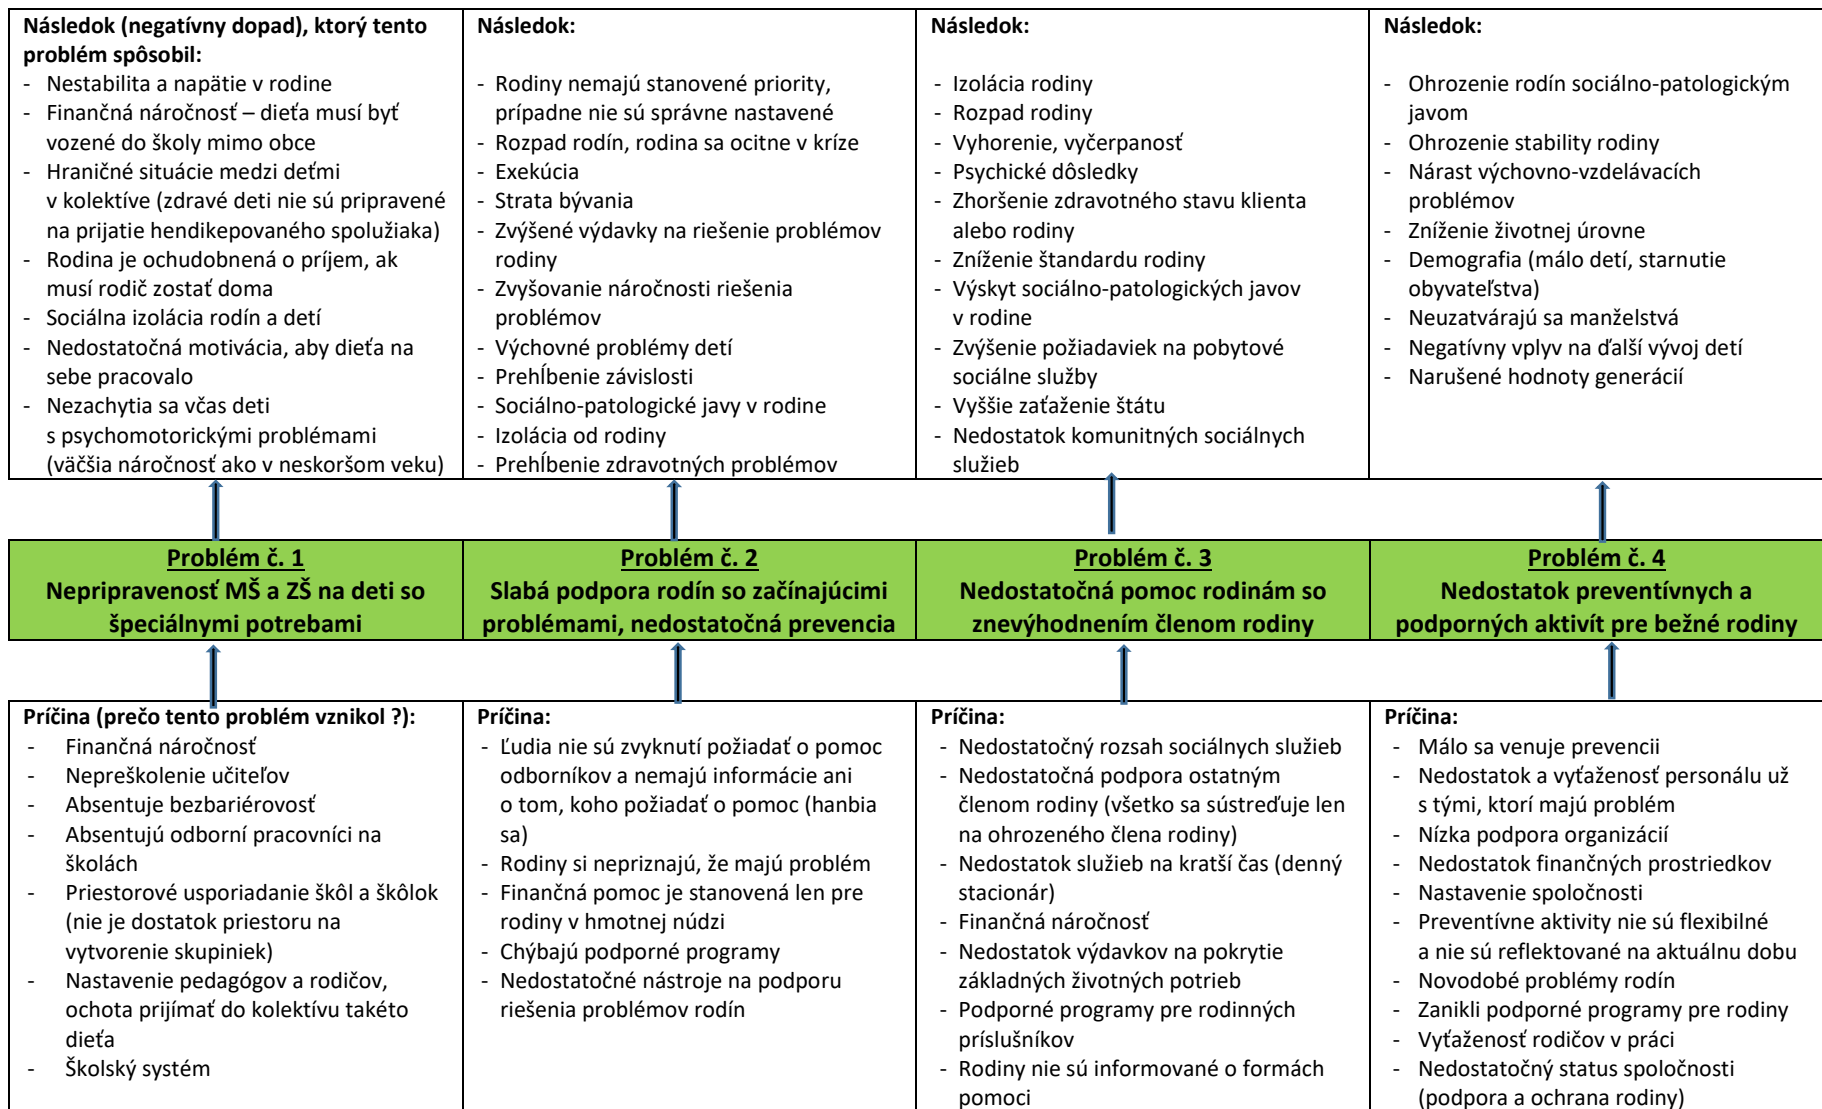 Následok (negatívny dopad), ktorý tento
problém spôsobil:
- Nestabilita a napätie v rodine
- Finančná náročnosť – dieťa musí byť
vozené do školy mimo obce
- Hraničné situácie medzi deťmi
v kolektíve (zdravé deti nie sú pripravené
na prijatie hendikepovaného spolužiaka)
- Rodina je ochudobnená o príjem, ak
musí rodič zostať doma
- Sociálna izolácia rodín a detí
- Nedostatočná motivácia, aby dieťa na
sebe pracovalo
- Nezachytia sa včas deti
s psychomotorickými problémami
(väčšia náročnosť ako v neskoršom veku)
Následok:
- Rodiny nemajú stanovené priority,
prípadne nie sú správne nastavené
- Rozpad rodín, rodina sa ocitne v kríze
- Exekúcia
- Strata bývania
- Zvýšené výdavky na riešenie problémov
rodiny
- Zvyšovanie náročnosti riešenia
problémov
- Výchovné problémy detí
- Prehĺbenie závislosti
- Sociálno-patologické javy v rodine
- Izolácia od rodiny
- Prehĺbenie zdravotných problémov
Následok:
- Izolácia rodiny
- Rozpad rodiny
- Vyhorenie, vyčerpanosť
- Psychické dôsledky
- Zhoršenie zdravotného stavu klienta
alebo rodiny
- Zníženie štandardu rodiny
- Výskyt sociálno-patologických javov
v rodine
- Zvýšenie požiadaviek na pobytové
sociálne služby
- Vyššie zaťaženie štátu
- Nedostatok komunitných sociálnych
služieb
Následok:
- Ohrozenie rodín sociálno-patologickým
javom
- Ohrozenie stability rodiny
- Nárast výchovno-vzdelávacích
problémov
- Zníženie životnej úrovne
- Demografia (málo detí, starnutie
obyvateľstva)
- Neuzatvárajú sa manželstvá
- Negatívny vplyv na ďalší vývoj detí
- Narušené hodnoty generácií
Problém č. 1
Nepripravenosť MŠ a ZŠ na deti so
špeciálnymi potrebami
Problém č. 2
Slabá podpora rodín so začínajúcimi
problémami, nedostatočná prevencia
Problém č. 3
Nedostatočná pomoc rodinám so
znevýhodnením členom rodiny
Problém č. 4
Nedostatok preventívnych a
podporných aktivít pre bežné rodiny
Príčina (prečo tento problém vznikol ?):
- Finančná náročnosť
- Nepreškolenie učiteľov
- Absentuje bezbariérovosť
- Absentujú odborní pracovníci na
školách
- Priestorové usporiadanie škôl a škôlok
(nie je dostatok priestoru na
vytvorenie skupiniek)
- Nastavenie pedagógov a rodičov,
ochota prijímať do kolektívu takéto
dieťa
- Školský systém
Príčina:
- Ľudia nie sú zvyknutí požiadať o pomoc
odborníkov a nemajú informácie ani
o tom, koho požiadať o pomoc (hanbia
sa)
- Rodiny si nepriznajú, že majú problém
- Finančná pomoc je stanovená len pre
rodiny v hmotnej núdzi
- Chýbajú podporné programy
- Nedostatočné nástroje na podporu
riešenia problémov rodín
Príčina:
- Nedostatočný rozsah sociálnych služieb
- Nedostatočná podpora ostatným
členom rodiny (všetko sa sústreďuje len
na ohrozeného člena rodiny)
- Nedostatok služieb na kratší čas (denný
stacionár)
- Finančná náročnosť
- Nedostatok výdavkov na pokrytie
základných životných potrieb
- Podporné programy pre rodinných
príslušníkov
- Rodiny nie sú informované o formách
pomoci
Príčina:
- Málo sa venuje prevencii
- Nedostatok a vyťaženosť personálu už
s tými, ktorí majú problém
- Nízka podpora organizácií
- Nedostatok finančných prostriedkov
- Nastavenie spoločnosti
- Preventívne aktivity nie sú flexibilné
a nie sú reflektované na aktuálnu dobu
- Novodobé problémy rodín
- Zanikli podporné programy pre rodiny
- Vyťaženosť rodičov v práci
- Nedostatočný status spoločnosti
(podpora a ochrana rodiny)